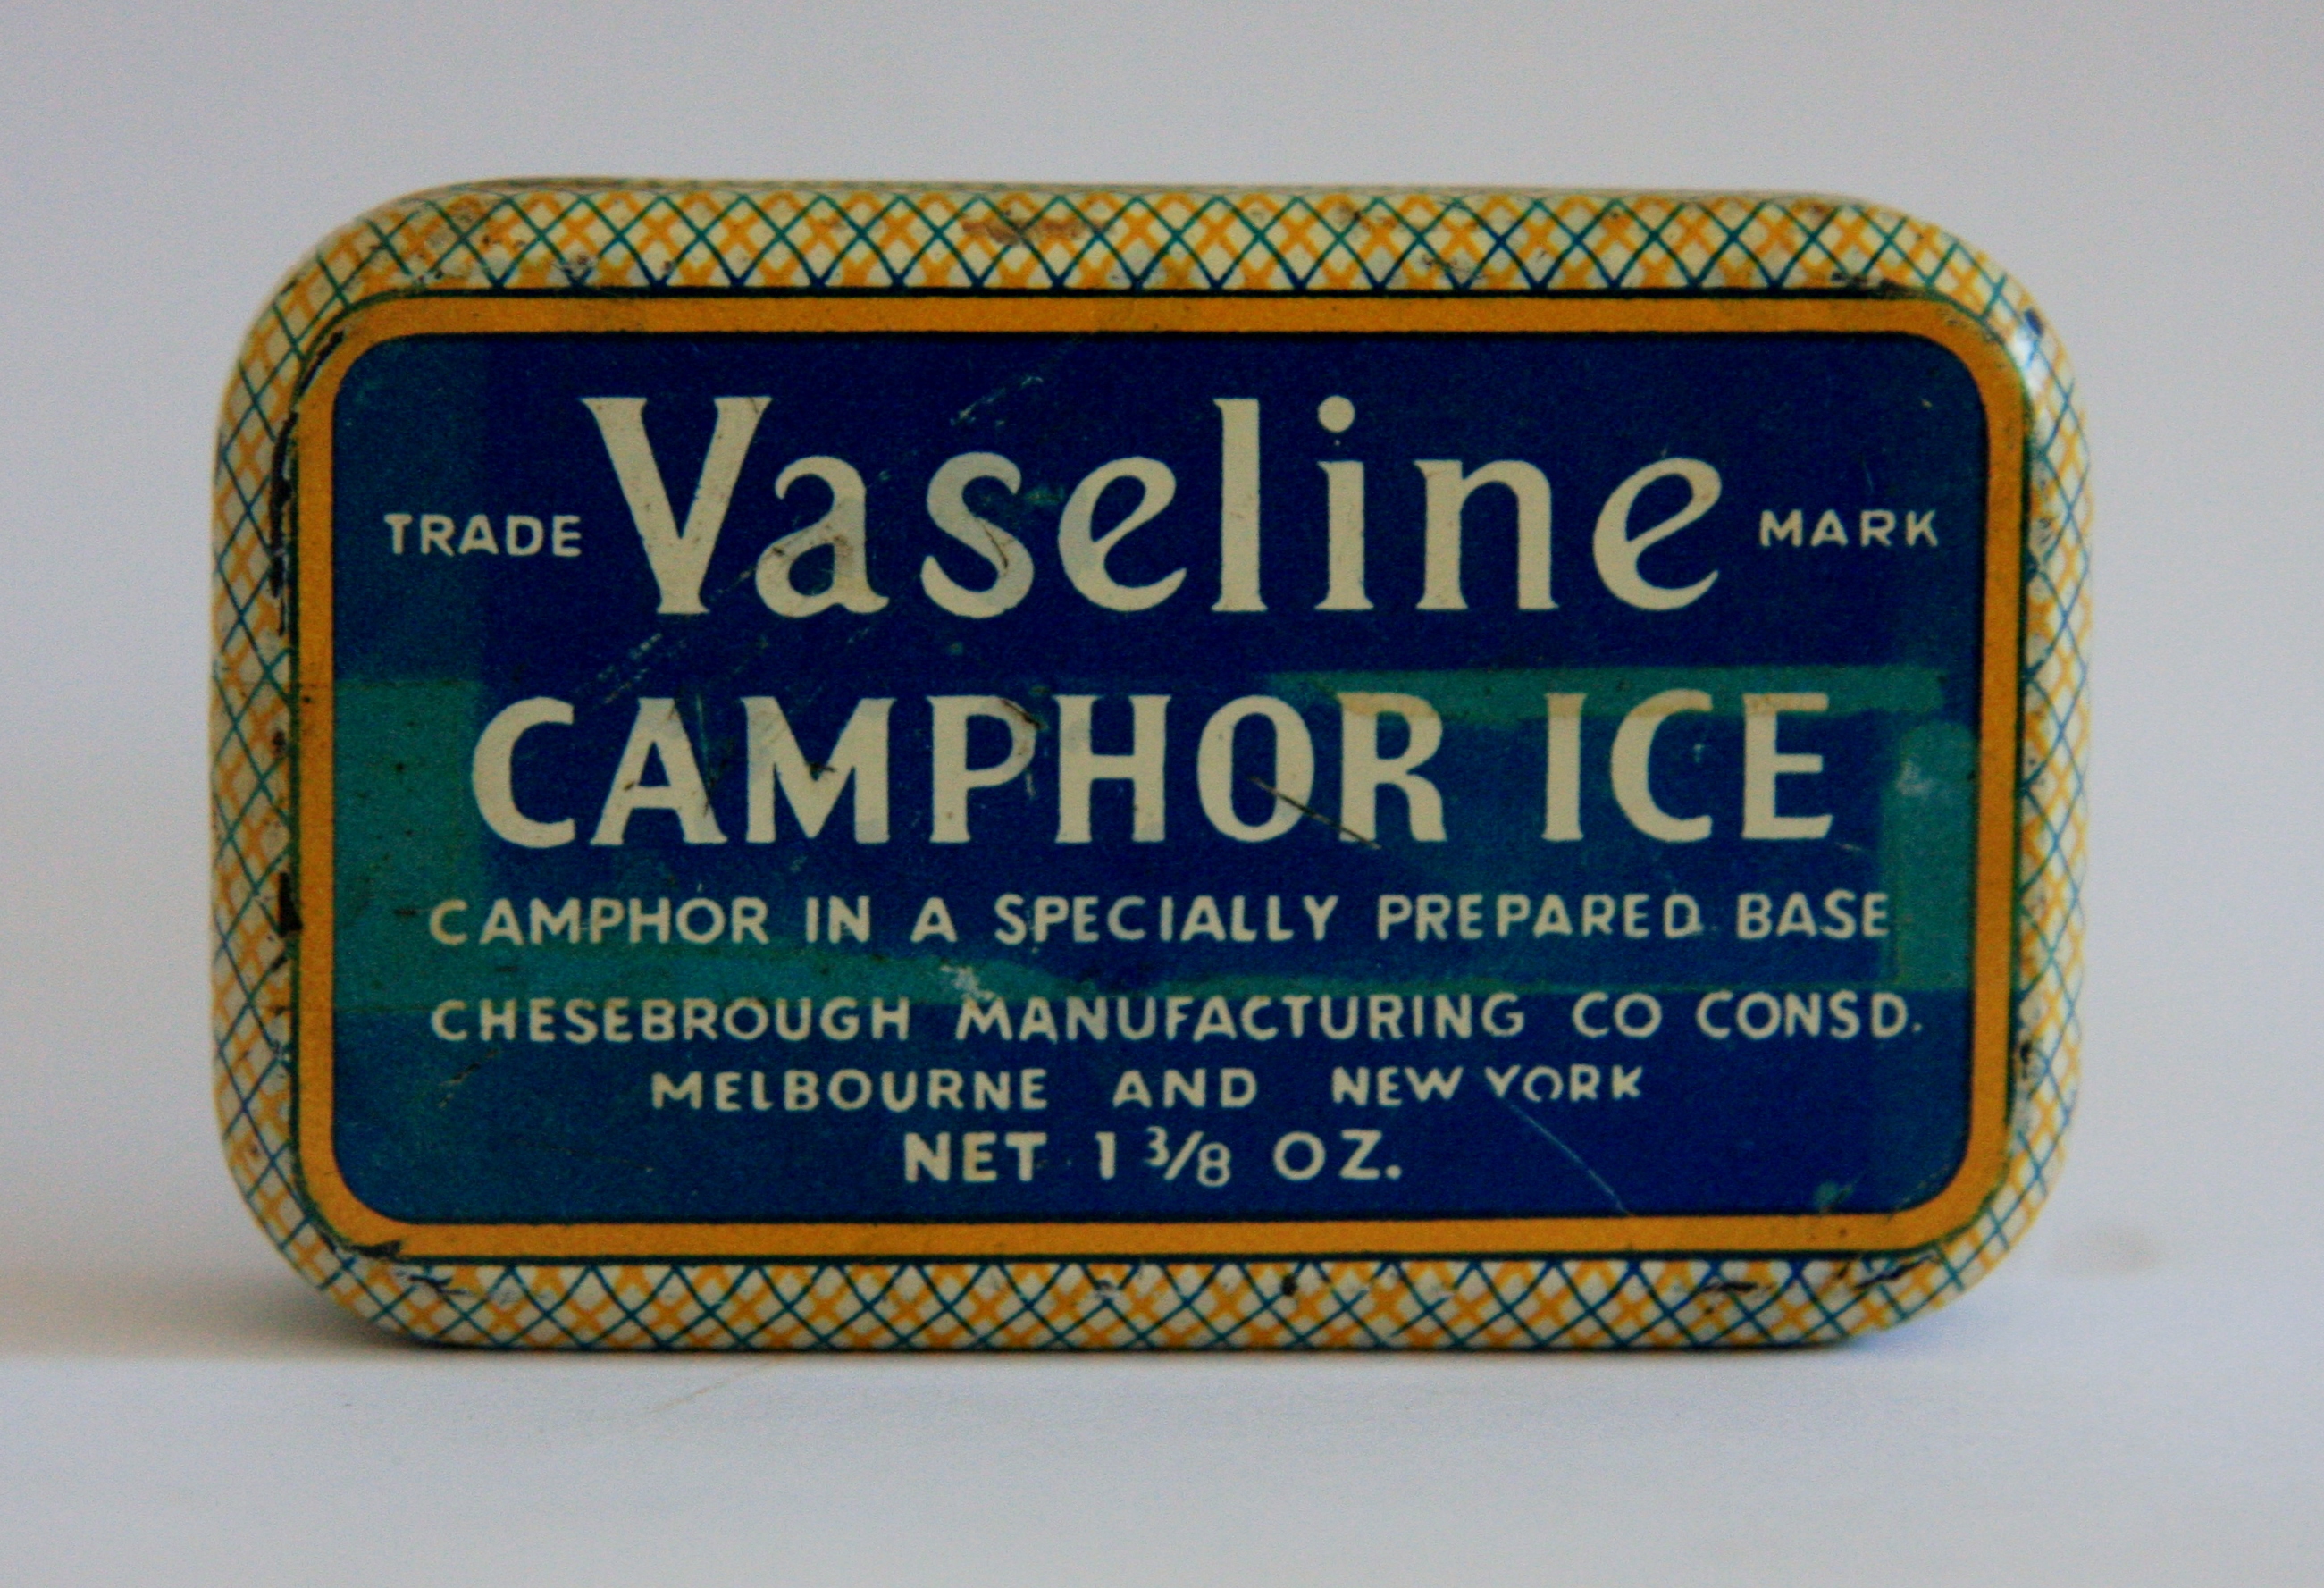 TRADE Vaseline MARK
CAMPHOR ICE
CAMPHOR IN A SPECIALLY PREPARED BASE
CHESEBROUGH MANUFACTURING CO CONSD.
MELBOURNE AND NEW YORK
NET 1 3/8 OZ.